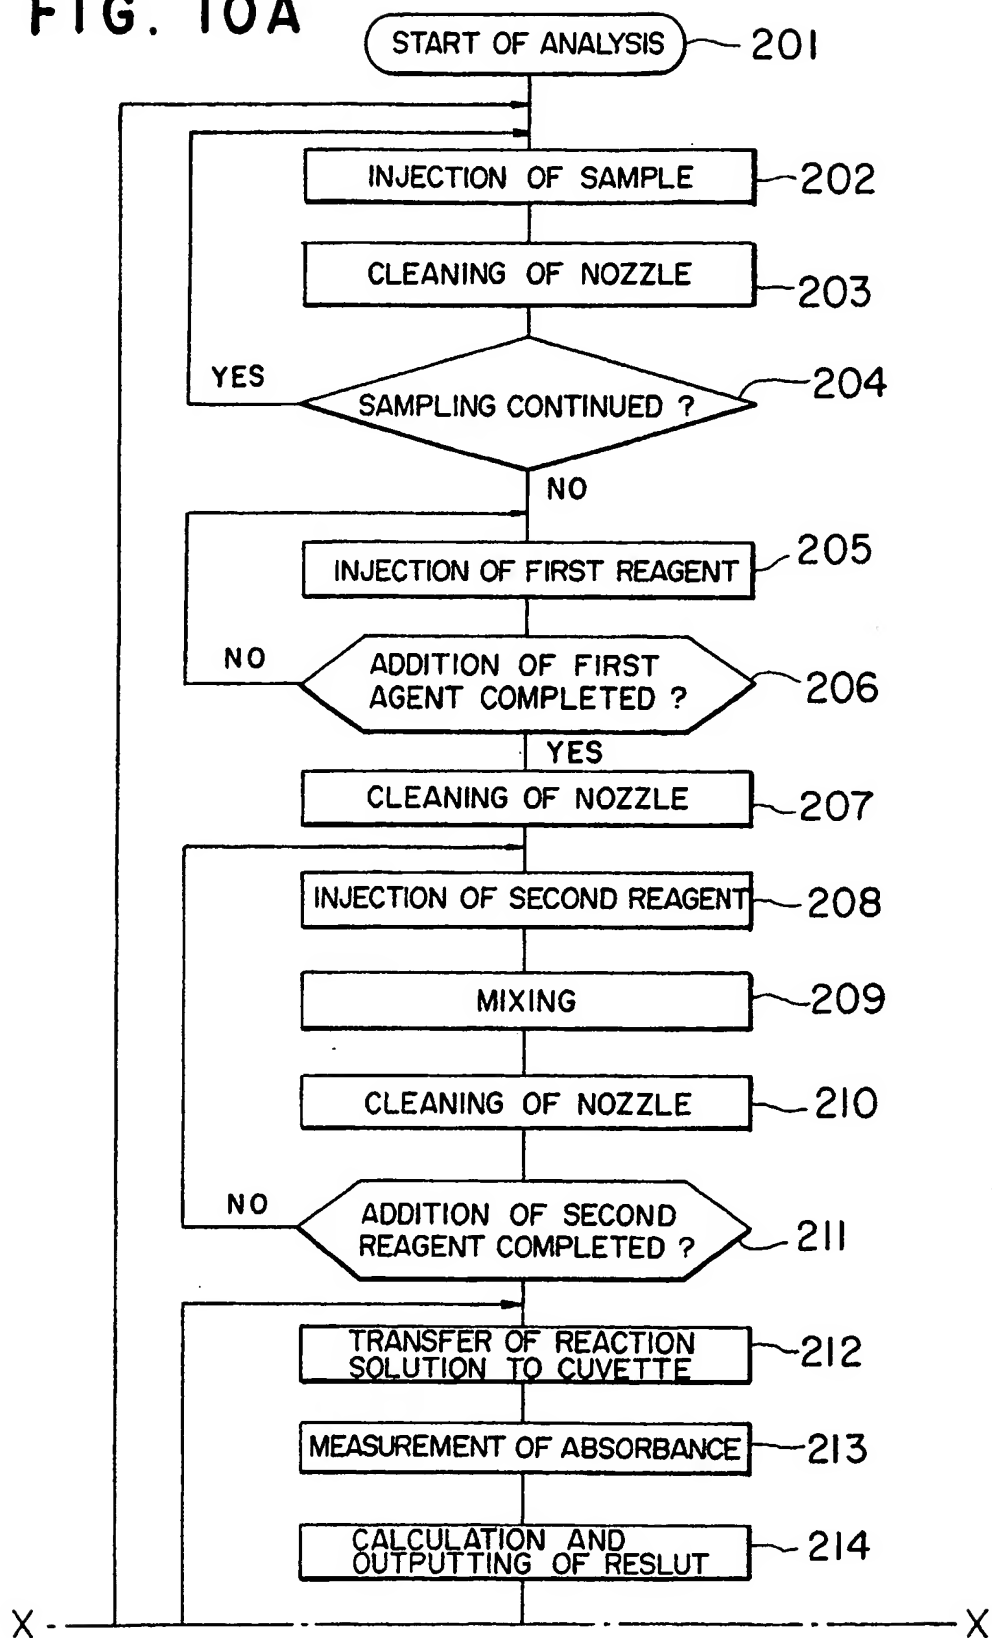 FIG. 10A
START OF ANALYSIS 201
INJECTION OF SAMPLE 202
CLEANING OF NOZZLE 203
YES
SAMPLING CONTINUED ? 204
NO
INJECTION OF FIRST REAGENT 205
NO
ADDITION OF FIRST
AGENT COMPLETED ? 206
YES
CLEANING OF NOZZLE 207
INJECTION OF SECOND REAGENT 208
MIXING 209
CLEANING OF NOZZLE 210
NO
ADDITION OF SECOND
REAGENT COMPLETED ? 211
TRANSFER OF REACTION
SOLUTION TO CUVETTE 212
MEASUREMENT OF ABSORBANCE 213
CALCULATION AND
OUTPUTTING OF RESLUT 214
X X